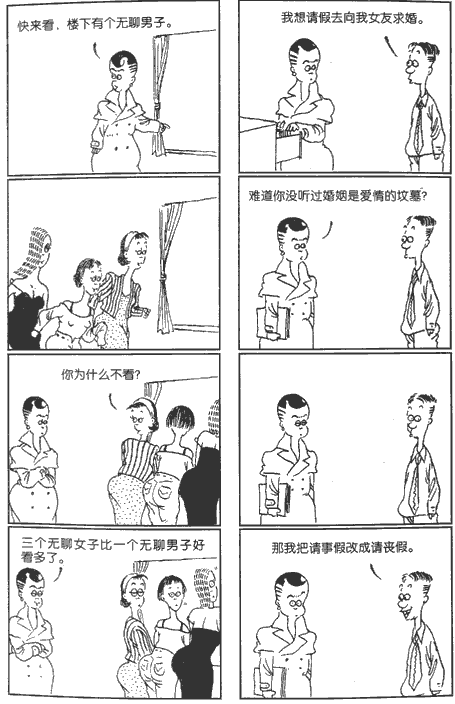 快来看，楼下有个无聊男子。
你为什么不看?
三个无聊女子比一个无聊男子好
看多了。
我想请假去向我女友求婚。
难道你没听过婚姻是爱情的坟墓?
那我把请事假改成请丧假。